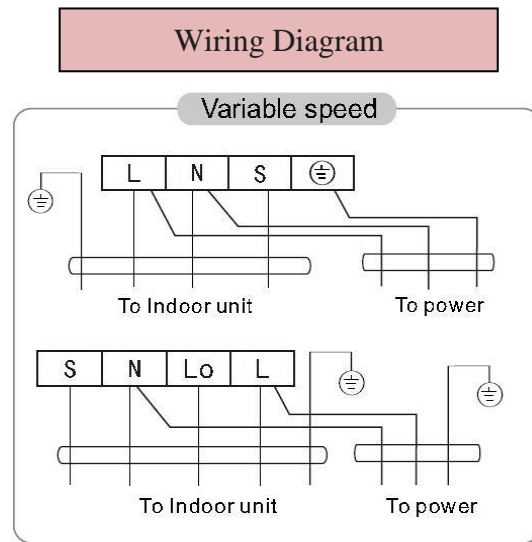 Wiring Diagram
Variable speed
L N S
To Indoor unit To power
S N Lo L
To Indoor unit To power